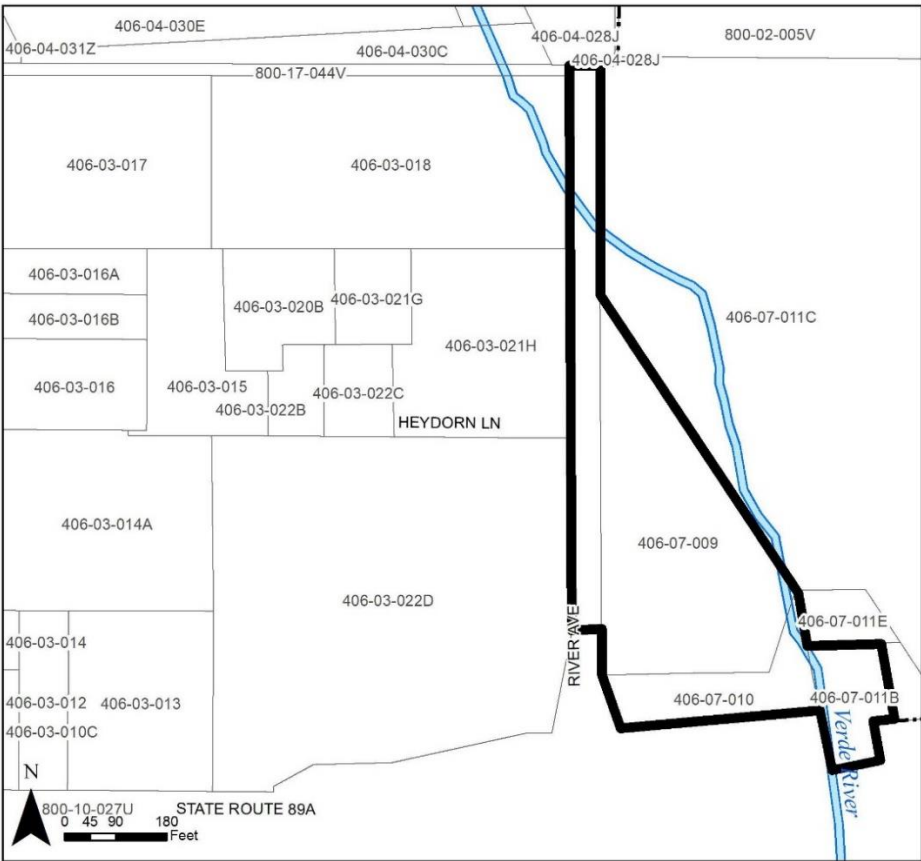 406-04-030E
406-04-028J
800-02-005V
406-04-031Z
406-04-030C
406-04-028J
800-17-044V
406-03-017
406-03-018
406-03-016A
406-03-020B
406-03-021G
406-03-016B
406-07-011C
406-03-021H
406-03-016
406-03-015
406-03-022C
406-03-022B
HEYDORN LN
406-03-014A
406-07-009
406-03-022D
406-07-011E
406-03-014
RIVER AVE
406-03-012
406-03-013
406-07-010
406-07-011B
406-03-010C
Verde River
N
800-10-027U
STATE ROUTE 89A
0 45 90 180
Feet